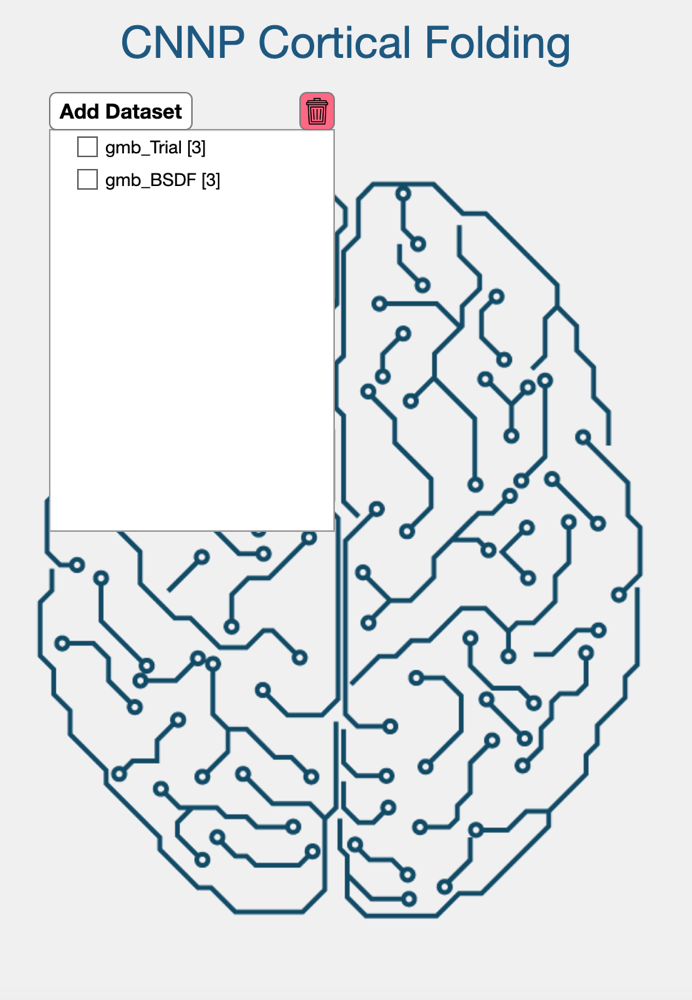 CNNP Cortical Folding
Add Dataset
gmb_Trial [3]
gmb_BSDF [3]